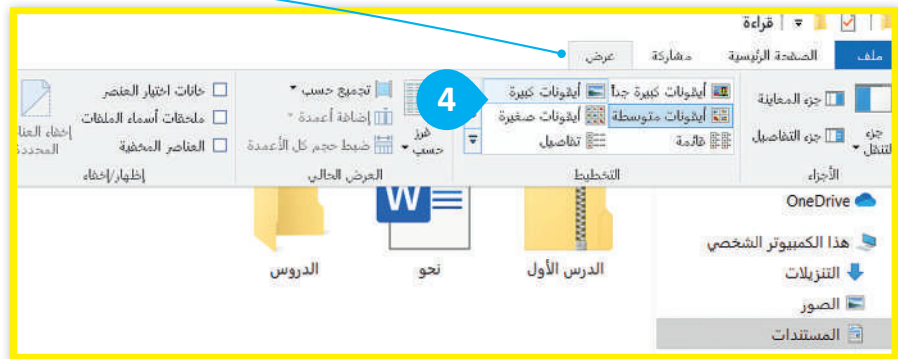 قراءة
ملف الصفحة الرئيسية مشاركة عرض
جزء التنقل
جزء المعاينة
جزء التفاصيل
الأجزاء
أيقونات كبيرة جداً أيقونات كبيرة
أيقونات متوسطة أيقونات صغيرة
قائمة تفاصيل
التخطيط
4
فرز حسب
تجميع حسب
إضافة أعمدة
ضبط حجم كل الأعمدة
العرض الحالي
خانات اختيار العنصر
ملحقات أسماء الملفات
العناصر المخفية
إخفاء
المحددة
إظهار/إخفاء
OneDrive
هذا الكمبيوتر الشخصي
التنزيلات
الصور
المستندات
W
الدرس الأول
نحو
الدروس